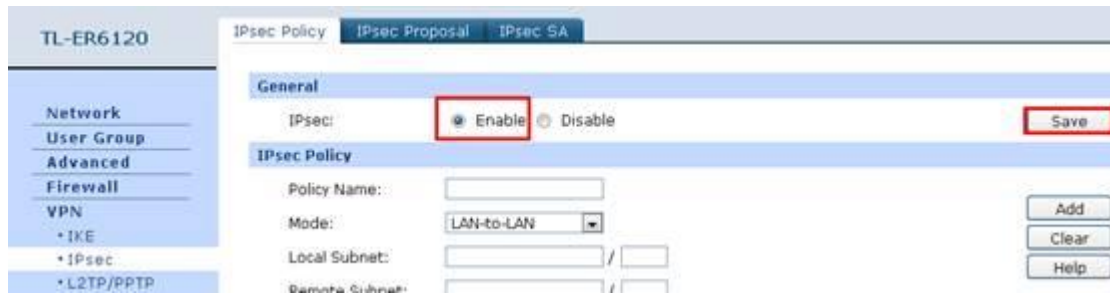 TL-ER6120
IPsec Policy IPsec Proposal IPsec SA
General
IPsec: Enable Disable Save
IPsec Policy
Policy Name:
Mode: LAN-to-LAN
Local Subnet: /
Remote Subnet: /
Add
Clear
Help
Network
User Group
Advanced
Firewall
VPN
•IKE
•IPsec
•L2TP/PPTP